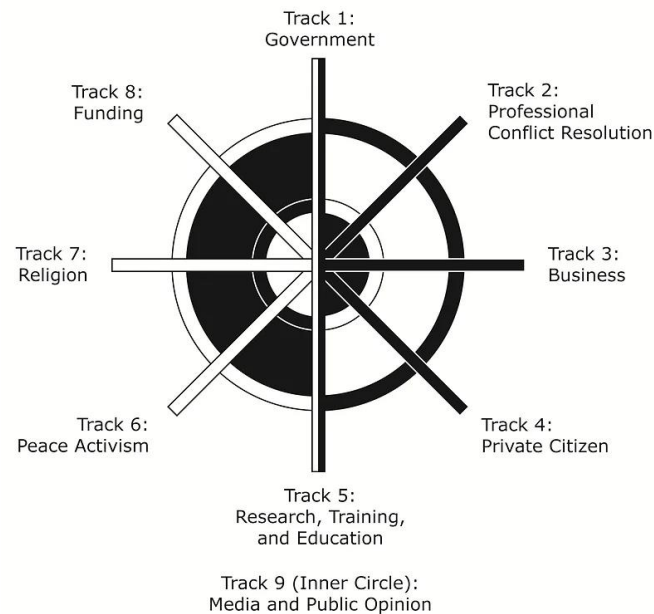 Track 1:
Government
Track 2:
Professional
Conflict Resolution
Track 3:
Business
Track 4:
Private Citizen
Track 5:
Research, Training,
and Education
Track 6:
Peace Activism
Track 7:
Religion
Track 8:
Funding
Track 9 (Inner Circle):
Media and Public Opinion